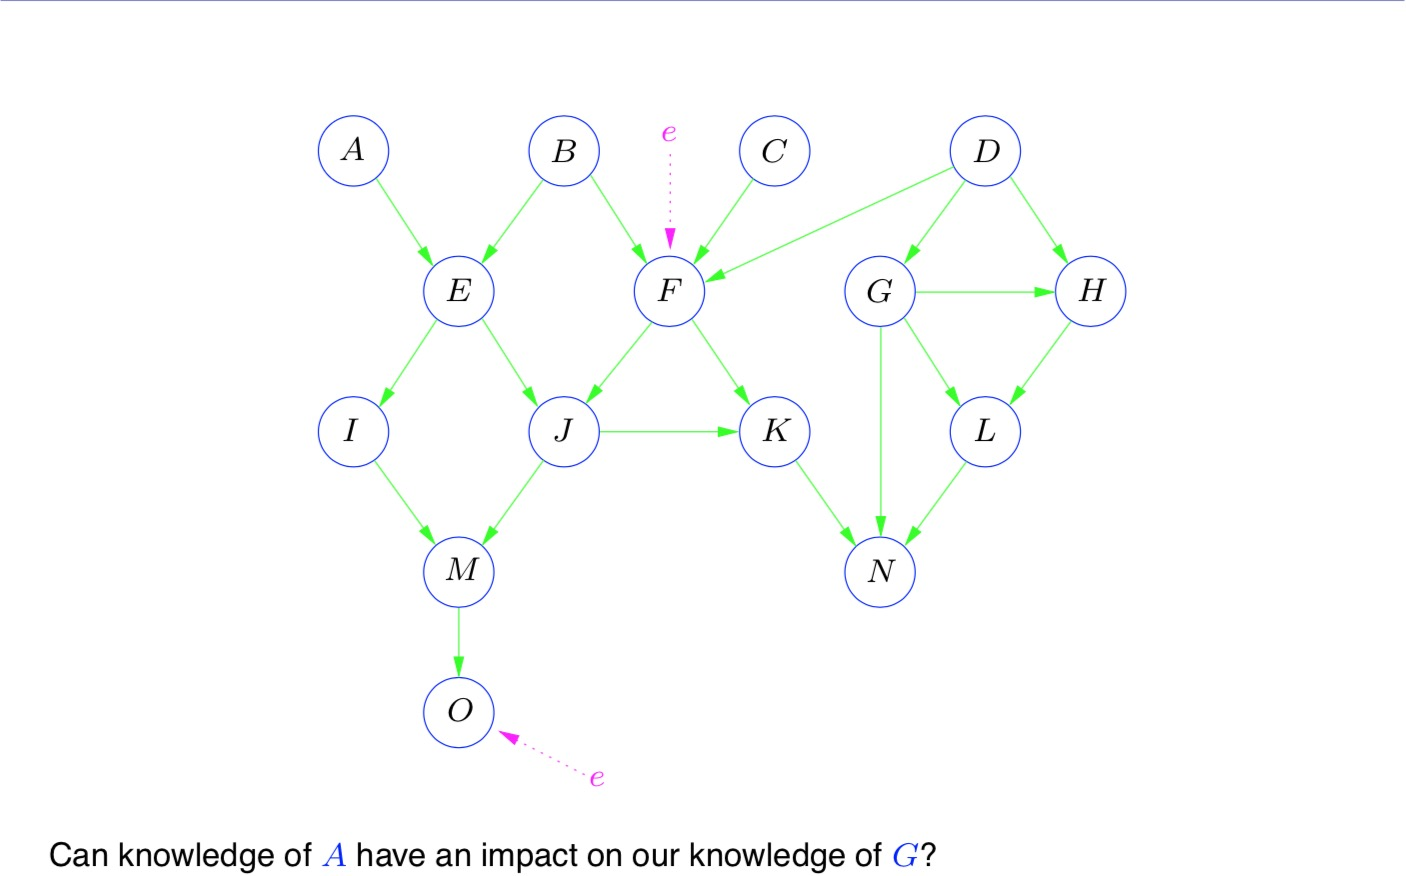 e
A
B
C
D
E
F
G
H
I
J
K
L
M
N
O
e
Can knowledge of A have an impact on our knowledge of G?